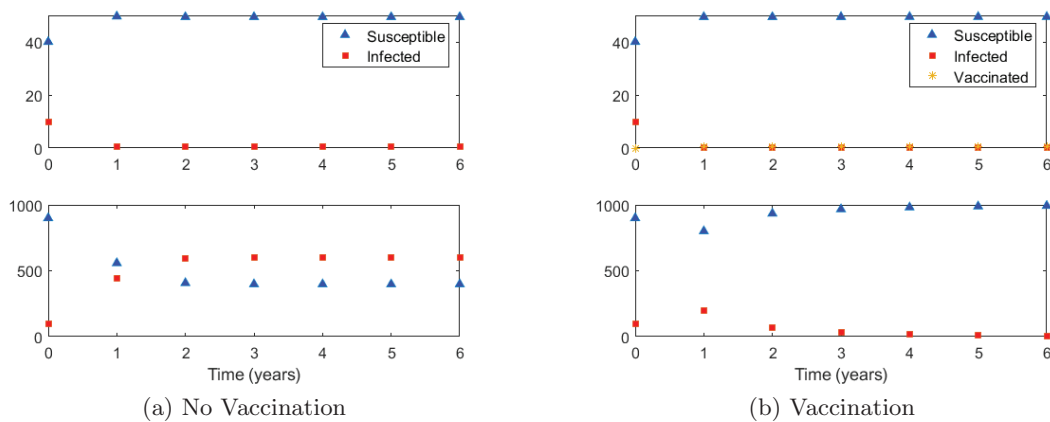 40
20
0
0 1 2 3 4 5 6
Susceptible
Infected
1000
500
0
0 1 2 3 4 5 6
Time (years)
(a) No Vaccination
40
20
0
0 1 2 3 4 5 6
Susceptible
Infected
Vaccinated
1000
500
0
0 1 2 3 4 5 6
Time (years)
(b) Vaccination